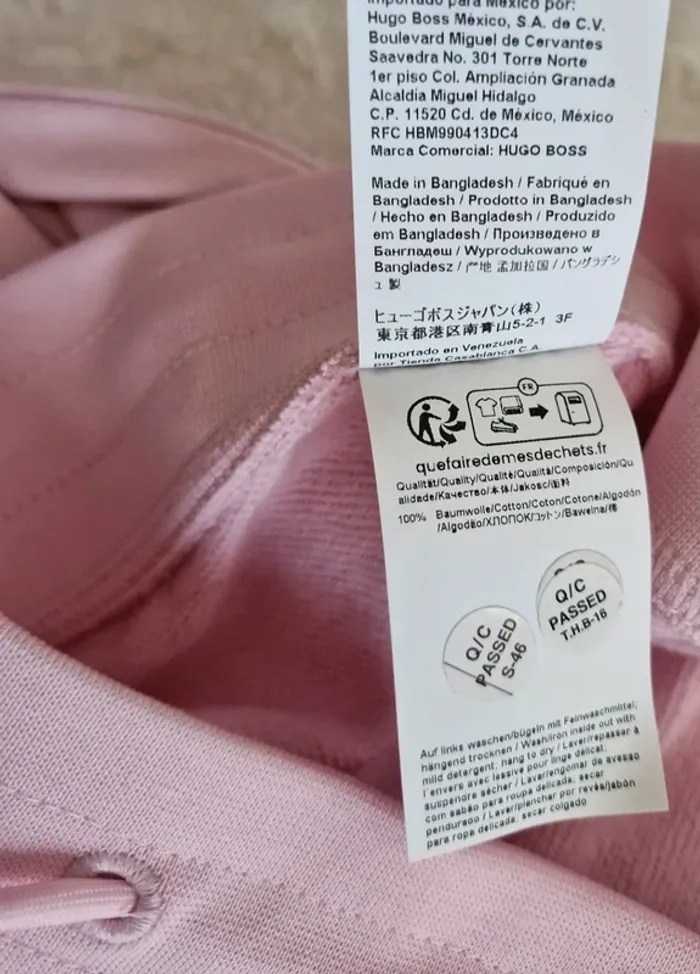 Importado para México por:
Hugo Boss México, S.A. de C.V.
Boulevard Miguel de Cervantes
Saavedra No. 301 Torre Norte
1er piso Col. Ampliación Granada
Alcaldía Miguel Hidalgo
C.P. 11520 Cd. de México, México
RFC HBM990413DC4
Marca Comercial: HUGO BOSS
Made in Bangladesh / Fabriqué en
Bangladesh / Prodotto in Bangladesh
/ Hecho en Bangladesh / Produzido
em Bangladesh / Произведено в
Бангладеш / Wyprodukowano w
Bangladesz / 产地 孟加拉国 / バングラデシ
ュ 製
ヒューゴボスジャパン(株)
東京都港区南青山5-2-1 3F
Importado en Venezuela
por Tienda Casablanca C.A.
FR
quefairedemesdechets.fr
Qualität/Quality/Qualité/Qualità/Composición/Qu
alidade/Качество/本体/Jakość/面料
100% Baumwolle/Cotton/Coton/Cotone/Algodón
/Algodão/ХЛОПОК/コットン/Bawełna/棉
Q/C
PASSED
T.H.B-16
Q/C
PASSED
S-46
Auf links waschen/bügeln mit Feinwaschmittel;
hängend trocknen / Wash/iron inside out with
mild detergent; hang to dry / Laver/repasser à
l'envers avec lessive pour linge délicat;
suspendre sécher / Lavar/engomar de avesso
com sabão para roupa delicada, secar
pendurado / Lavar/planchar por revés/jabón
para ropa delicada, secar colgado